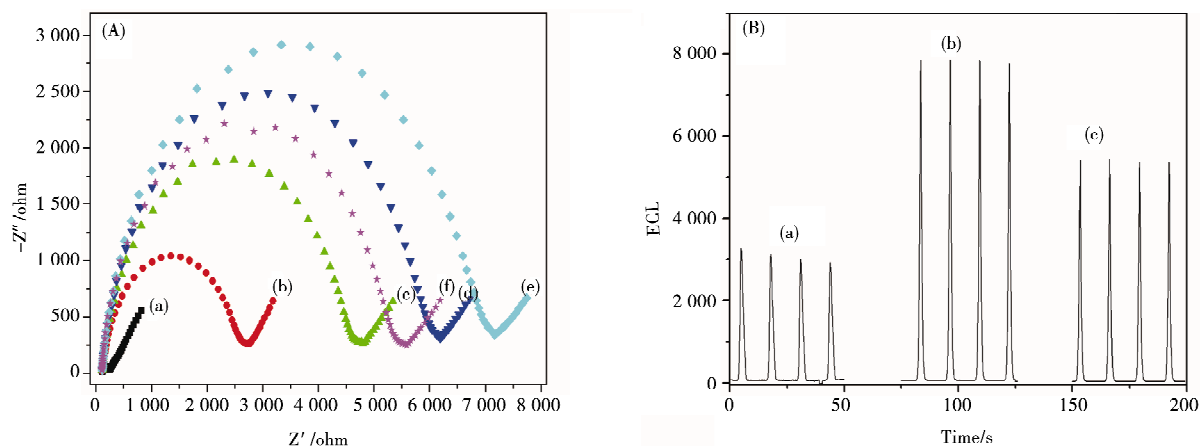 (A)
3 000
2 500
2 000
1 500
1 000
500
0
−Z″ /ohm
(a)
(b)
(c)
(f)
(d)
(e)
0 1 000 2 000 3 000 4 000 5 000 6 000 7 000 8 000
Z′ /ohm
(B)
8 000
6 000
4 000
2 000
0
ECL
(a)
(b)
(c)
0 50 100 150 200
Time/s